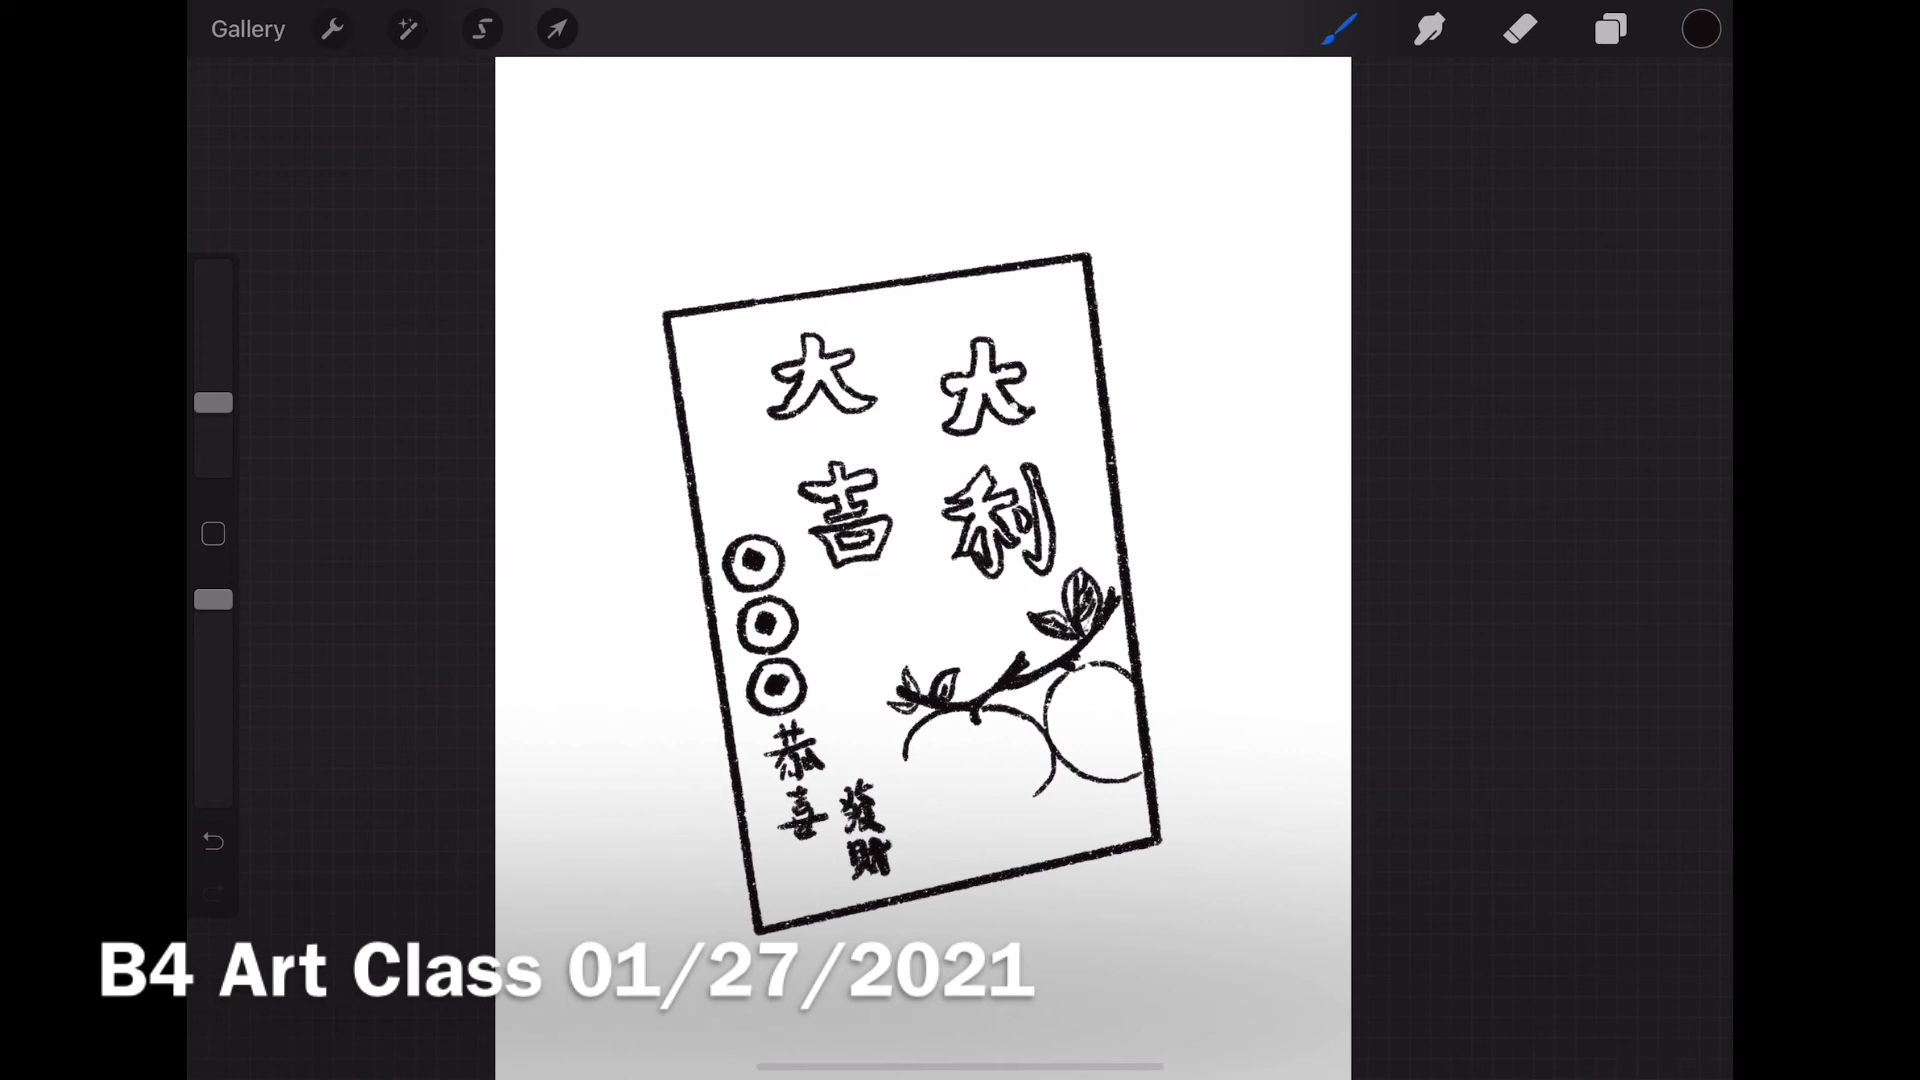 Gallery
大大
吉利
恭
喜
發
財
B4 Art Class 01/27/2021